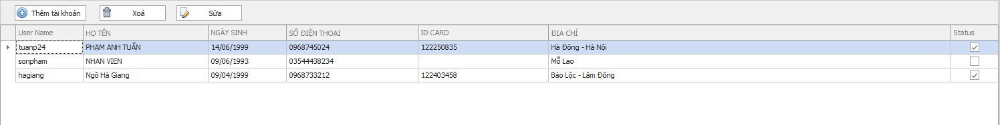 Thêm tài khoản Xoá Sửa
User Name HỌ TÊN NGÀY SINH SỐ ĐIỆN THOẠI ID CARD ĐỊA CHỈ Status
tuanp24 PHẠM ANH TUẤN 14/06/1999 0968745024 122250835 Hà Đông - Hà Nội
sonpham NHAN VIEN 09/06/1993 03544438234 Mỗ Lao
hagiang Ngô Hà Giang 09/04/1999 0968733212 122403458 Bảo Lộc - Lâm Đông